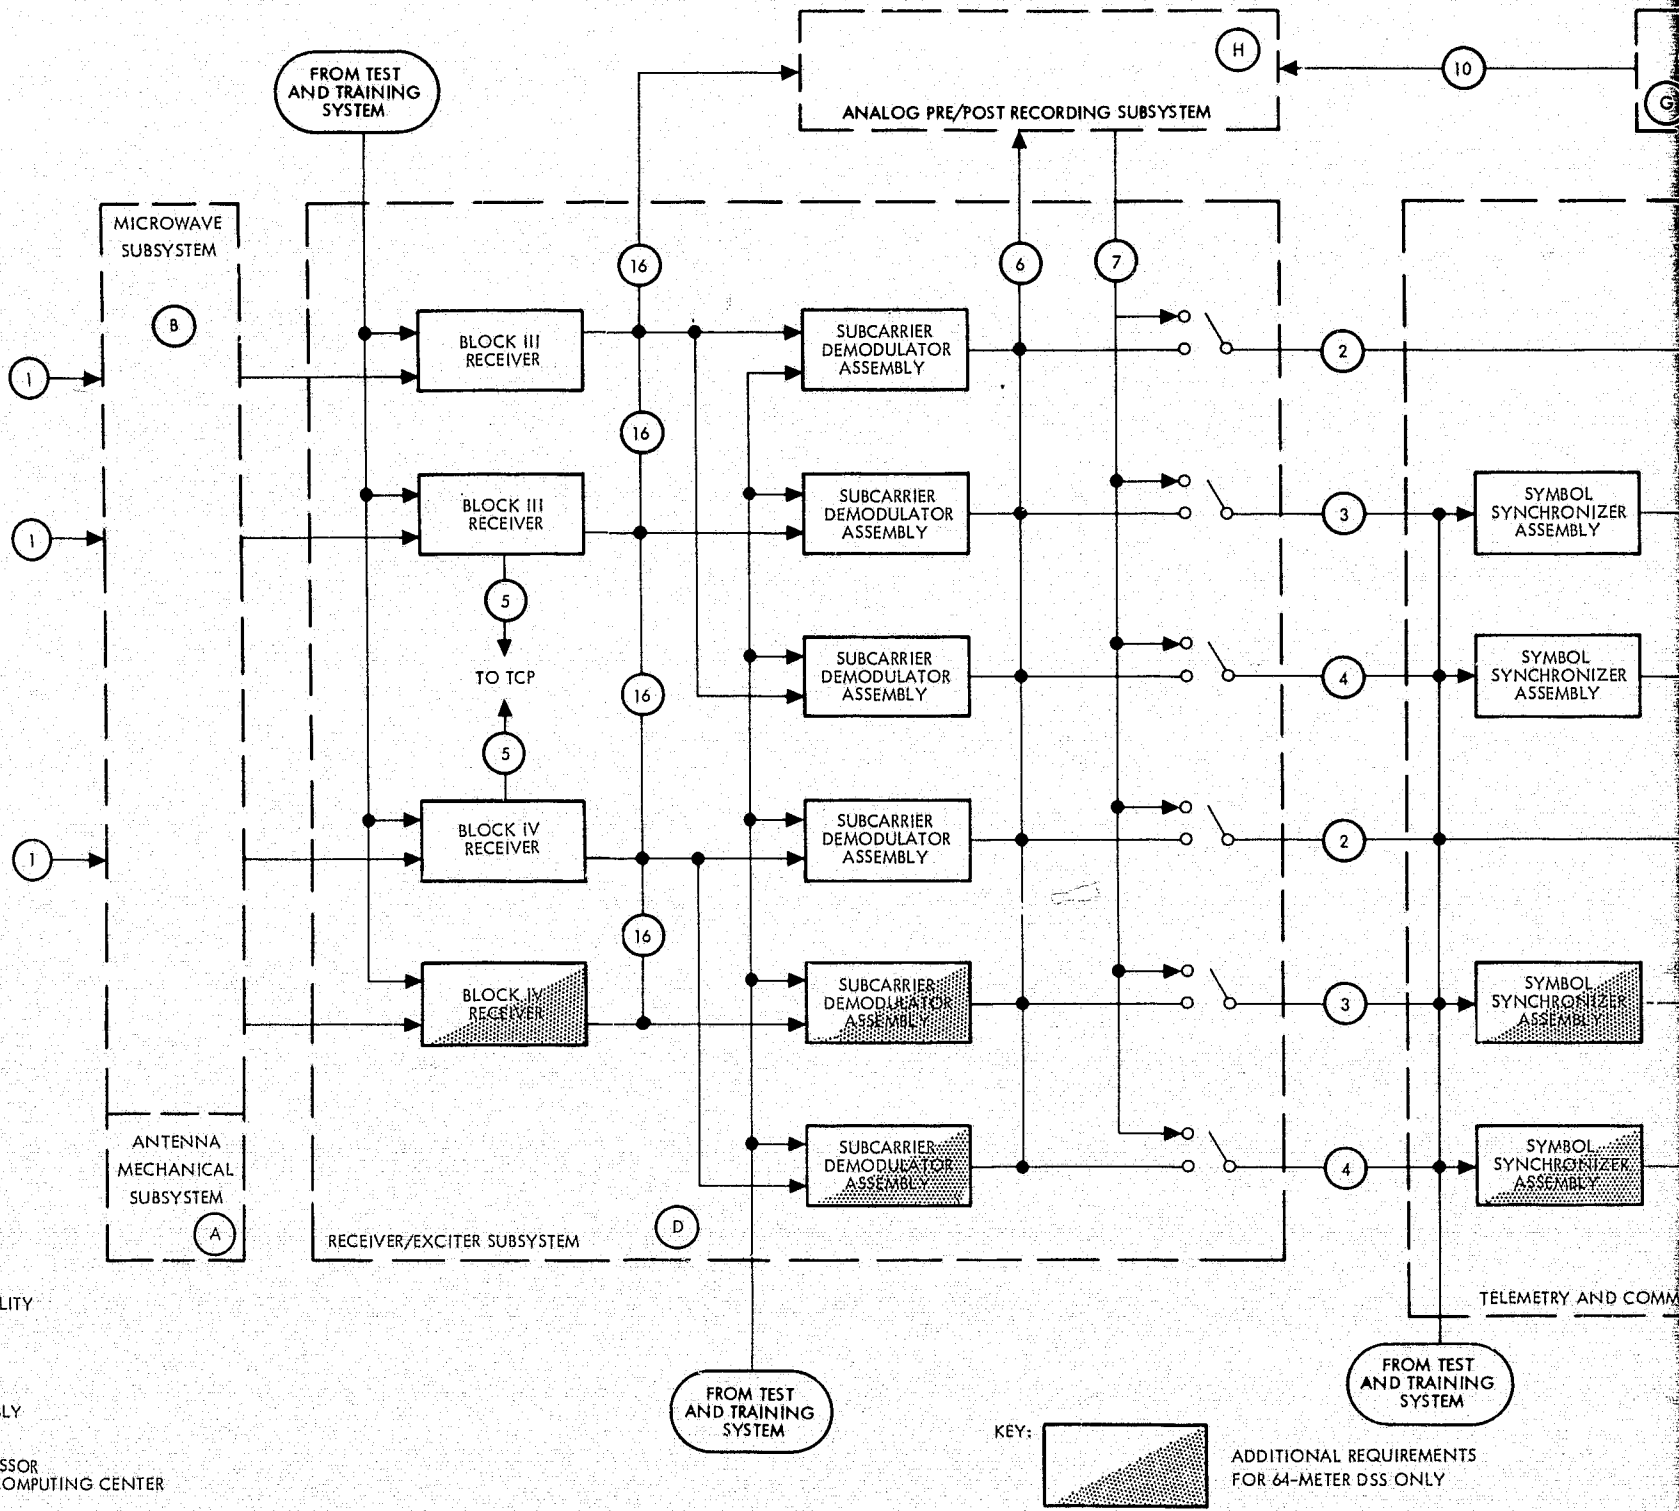 H
10
G
FROM TEST
AND TRAINING
SYSTEM
ANALOG PRE/POST RECORDING SUBSYSTEM
MICROWAVE
SUBSYSTEM
B
16
6
7
1
BLOCK III
RECEIVER
SUBCARRIER
DEMODULATOR
ASSEMBLY
2
16
1
BLOCK III
RECEIVER
SUBCARRIER
DEMODULATOR
ASSEMBLY
3
SYMBOL
SYNCHRONIZER
ASSEMBLY
5
TO TCP
16
SUBCARRIER
DEMODULATOR
ASSEMBLY
4
SYMBOL
SYNCHRONIZER
ASSEMBLY
5
1
BLOCK IV
RECEIVER
SUBCARRIER
DEMODULATOR
ASSEMBLY
2
16
BLOCK IV
RECEIVER
SUBCARRIER
DEMODULATOR
ASSEMBLY
3
SYMBOL
SYNCHRONIZER
ASSEMBLY
ANTENNA
MECHANICAL
SUBSYSTEM
A
SUBCARRIER
DEMODULATOR
ASSEMBLY
4
SYMBOL
SYNCHRONIZER
ASSEMBLY
RECEIVER/EXCITER SUBSYSTEM
D
LITY
TELEMETRY AND COMM
FROM TEST
AND TRAINING
SYSTEM
FROM TEST
AND TRAINING
SYSTEM
BLY
SSOR
COMPUTING CENTER
KEY:
ADDITIONAL REQUIREMENTS
FOR 64-METER DSS ONLY